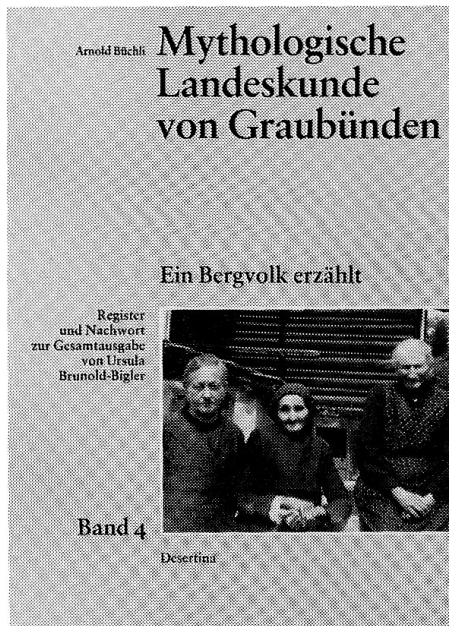 Arnold Büchli
Mythologische
Landeskunde
von Graubünden
Ein Bergvolk erzählt
Register
und Nachwort
zur Gesamtausgabe
von Ursula
Brunold-Bigler
Band 4
Desertina